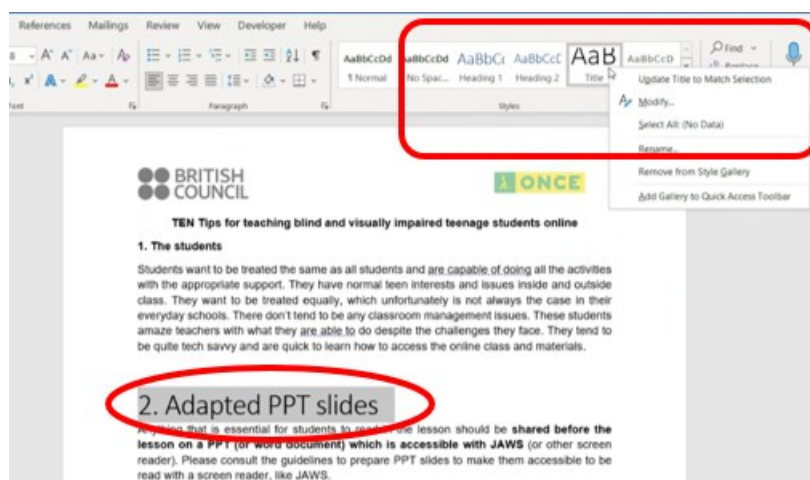 References Mailings Review View Developer Help
Aa
AaBbCcDd AaBbCcDd AaBbCc AaBbCcC AaB AaBbCcD
Find
¶ Normal No Spac... Heading 1 Heading 2 Title
Replace
Paragraph Styles
Update Title to Match Selection
Modify...
Select All: (No Data)
Rename...
Remove from Style Gallery
Add Gallery to Quick Access Toolbar
BRITISH
COUNCIL
ONCE
TEN Tips for teaching blind and visually impaired teenage students online
1. The students
Students want to be treated the same as all students and are capable of doing all the activities
with the appropriate support. They have normal teen interests and issues inside and outside
class. They want to be treated equally, which unfortunately is not always the case in their
everyday schools. There don't tend to be any classroom management issues. These students
amaze teachers with what they are able to do despite the challenges they face. They tend to
be quite tech savvy and are quick to learn how to access the online class and materials.
2. Adapted PPT slides
Anything that is essential for students to read in the lesson should be shared before the
lesson on a PPT (or word document) which is accessible with JAWS (or other screen
reader). Please consult the guidelines to prepare PPT slides to make them accessible to be
read with a screen reader, like JAWS.